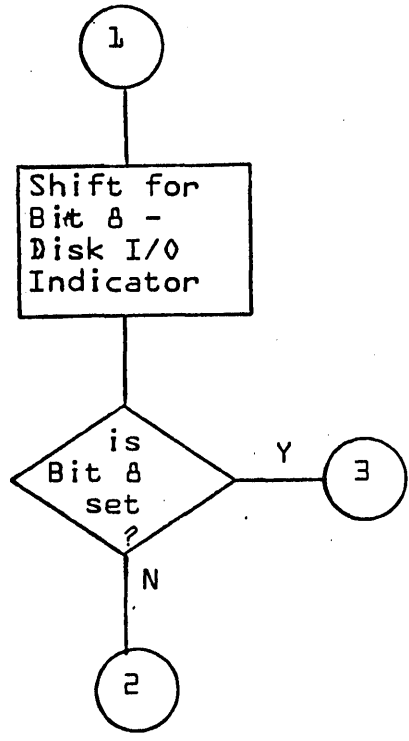 1
Shift for
Bit 8 -
Disk I/O
Indicator
is
Bit 8
set
?
Y
3
N
2